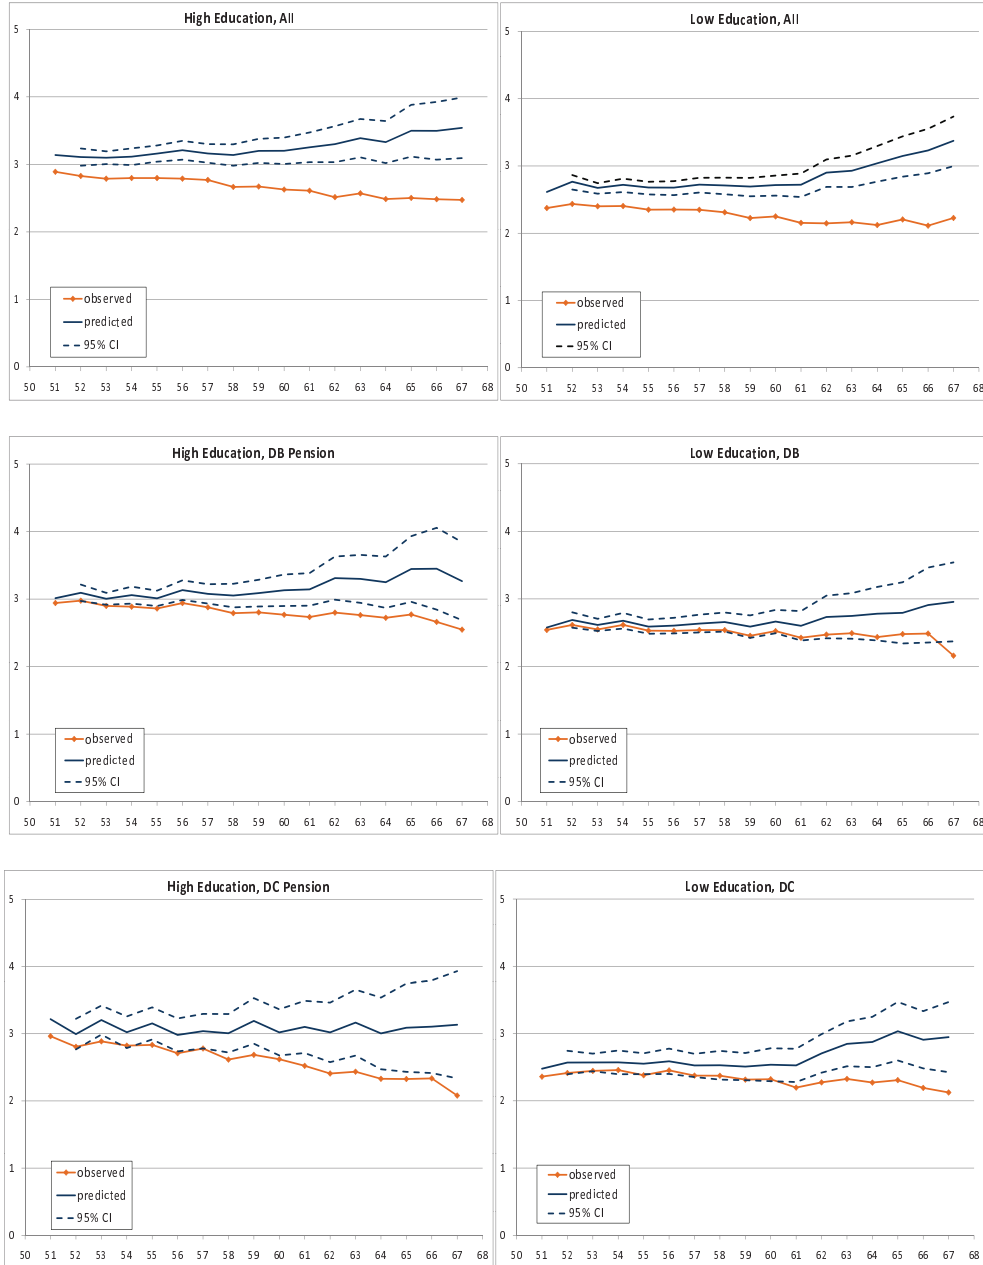 High Education, All
5
4
3
2
1
0
observed
predicted
95% CI
50 51 52 53 54 55 56 57 58 59 60 61 62 63 64 65 66 67 68
Low Education, All
5
4
3
2
1
0
observed
predicted
95% CI
50 51 52 53 54 55 56 57 58 59 60 61 62 63 64 65 66 67 68
High Education, DB Pension
5
4
3
2
1
0
observed
predicted
95% CI
50 51 52 53 54 55 56 57 58 59 60 61 62 63 64 65 66 67 68
Low Education, DB
5
4
3
2
1
0
observed
predicted
95% CI
50 51 52 53 54 55 56 57 58 59 60 61 62 63 64 65 66 67 68
High Education, DC Pension
5
4
3
2
1
0
observed
predicted
95% CI
50 51 52 53 54 55 56 57 58 59 60 61 62 63 64 65 66 67 68
Low Education, DC
5
4
3
2
1
0
observed
predicted
95% CI
50 51 52 53 54 55 56 57 58 59 60 61 62 63 64 65 66 67 68